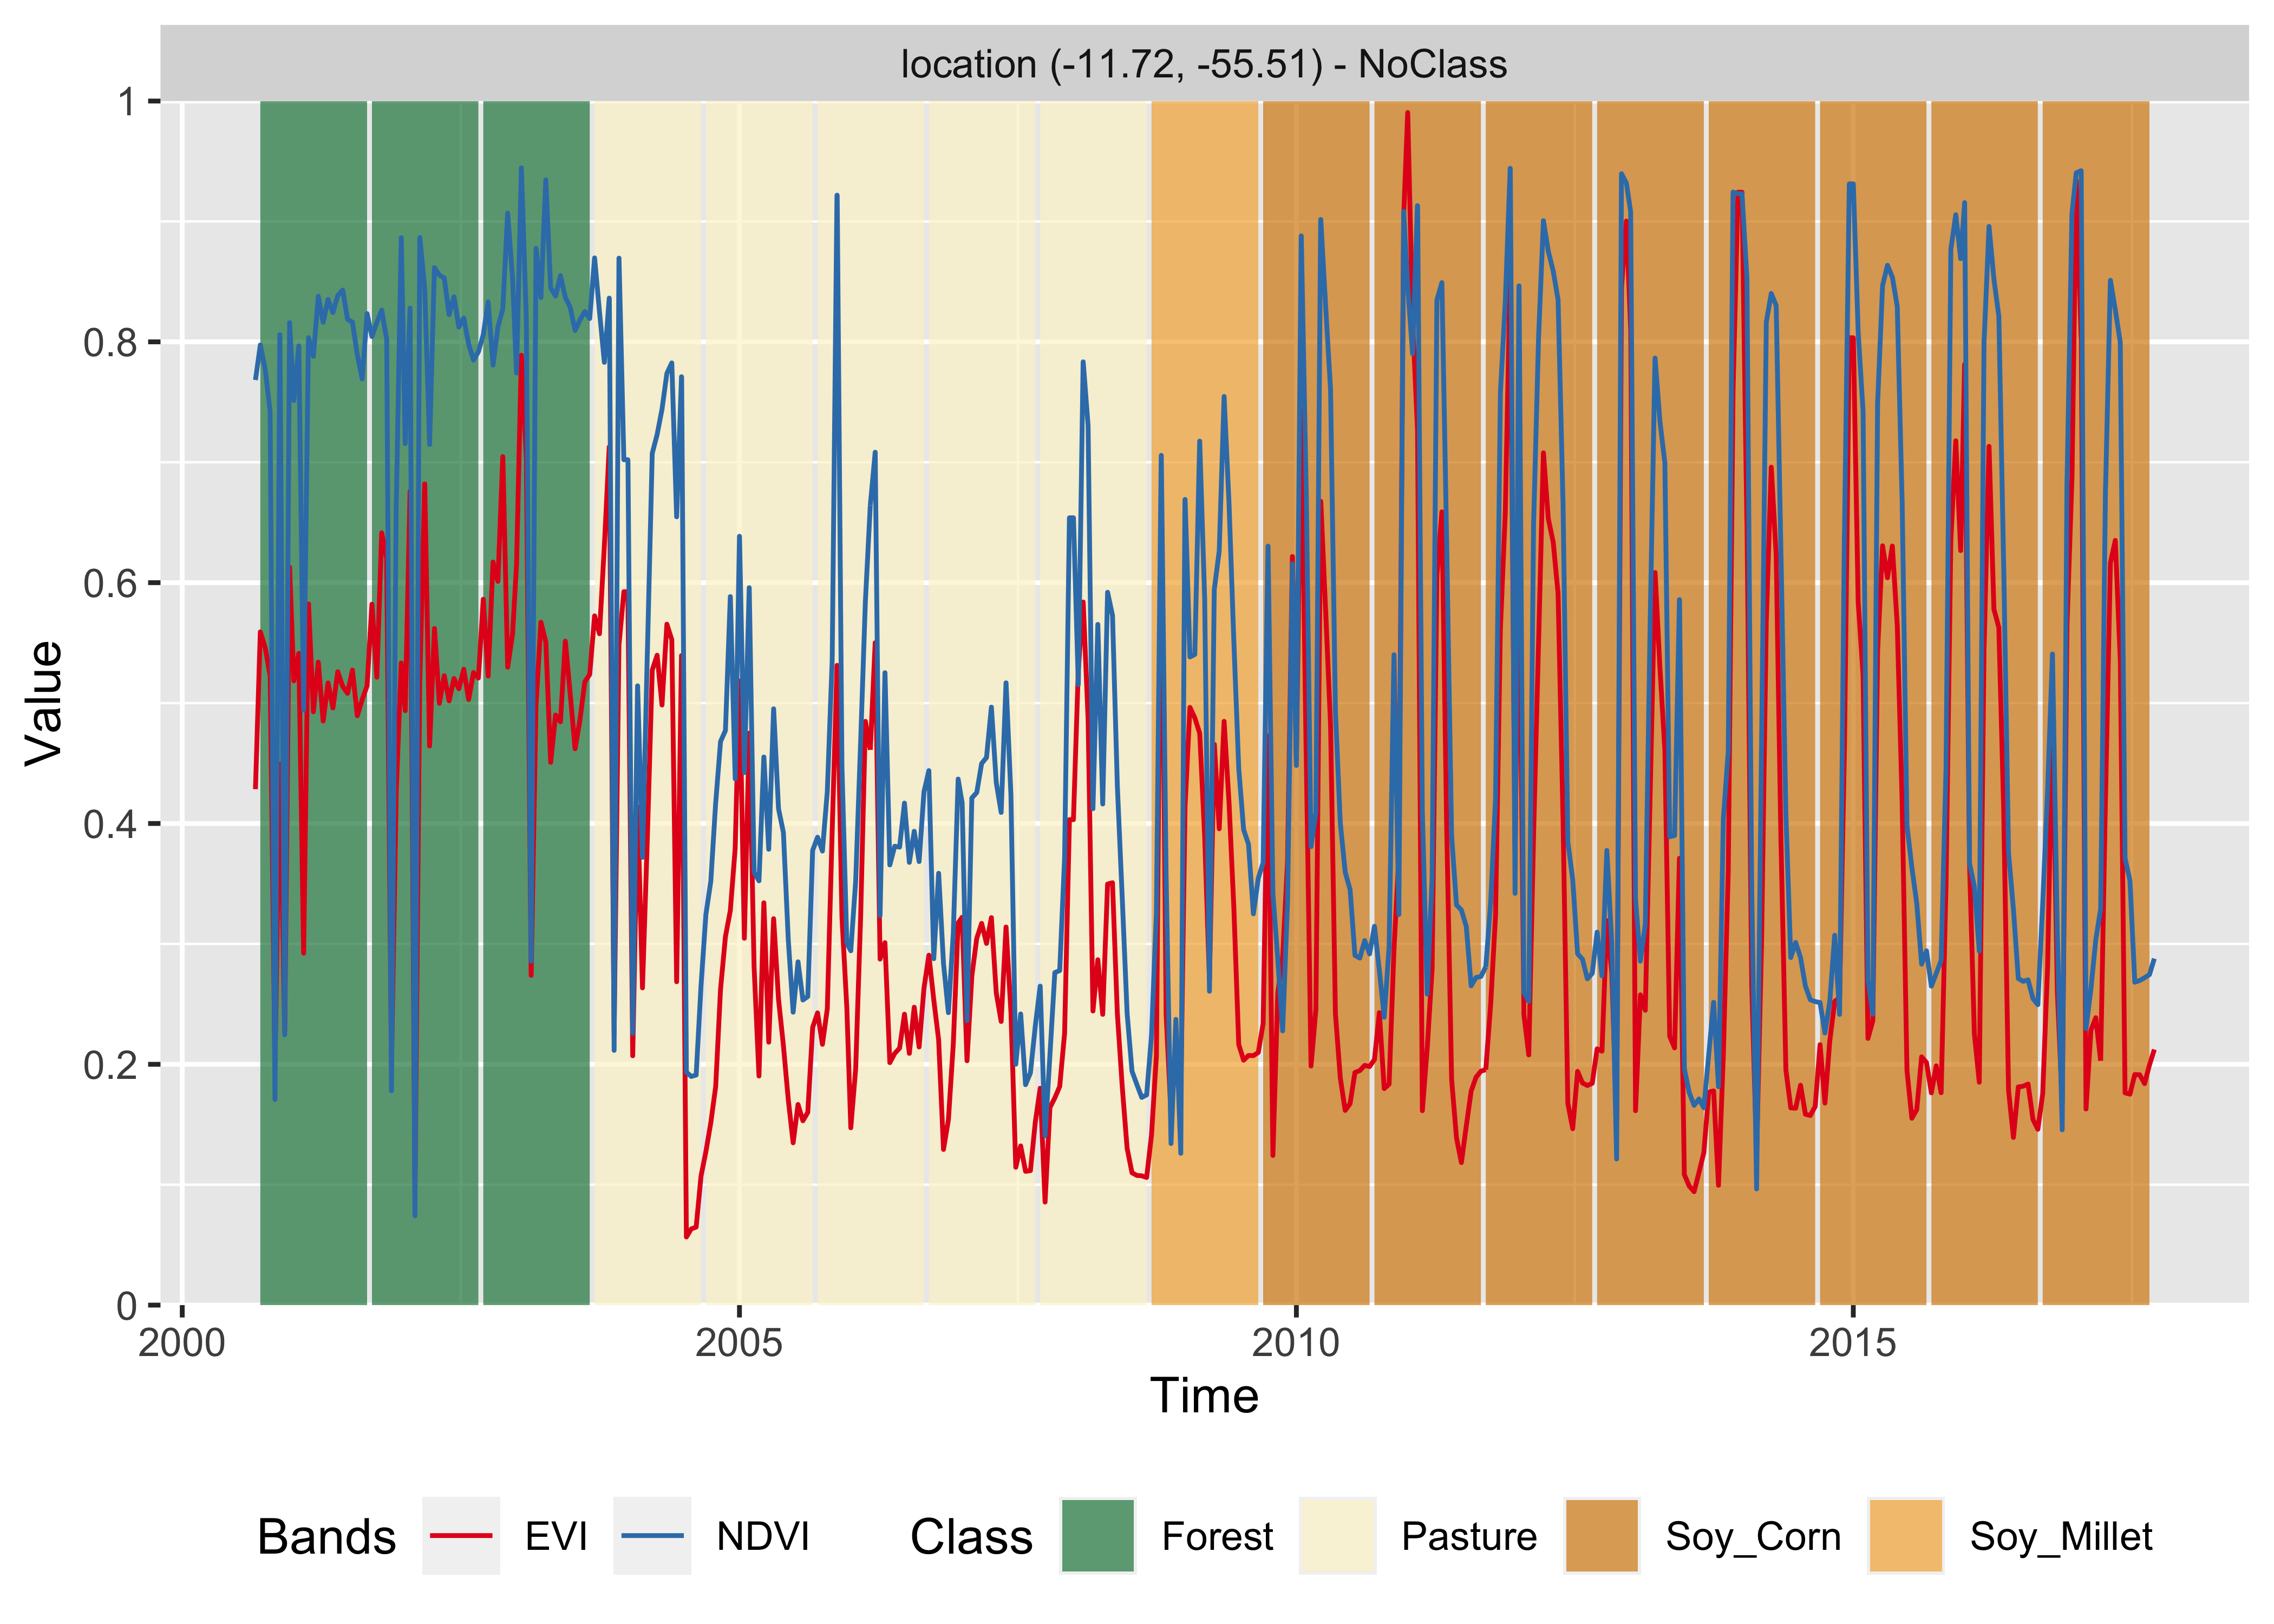 location (-11.72, -55.51) - NoClass
1
0.8
0.6
0.4
0.2
0
Value
2000 2005 2010 2015
Time
Bands EVI NDVI Class Forest Pasture Soy_Corn Soy_Millet